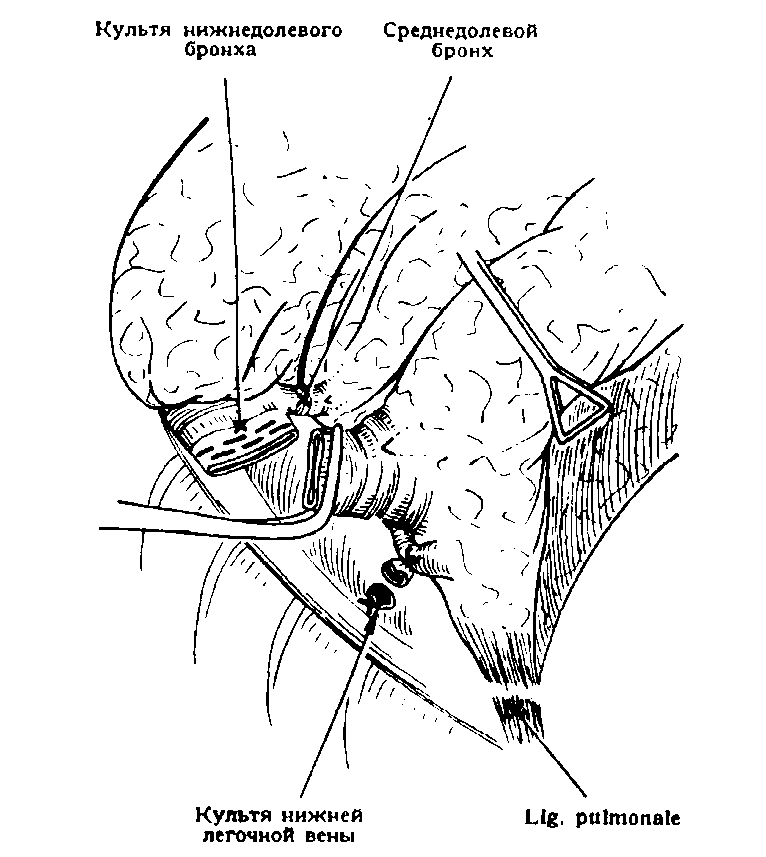 Культя нижнедолевого
бронха
Среднедолевой
бронх
Культя нижней
легочной вены
Lig. pulmonale